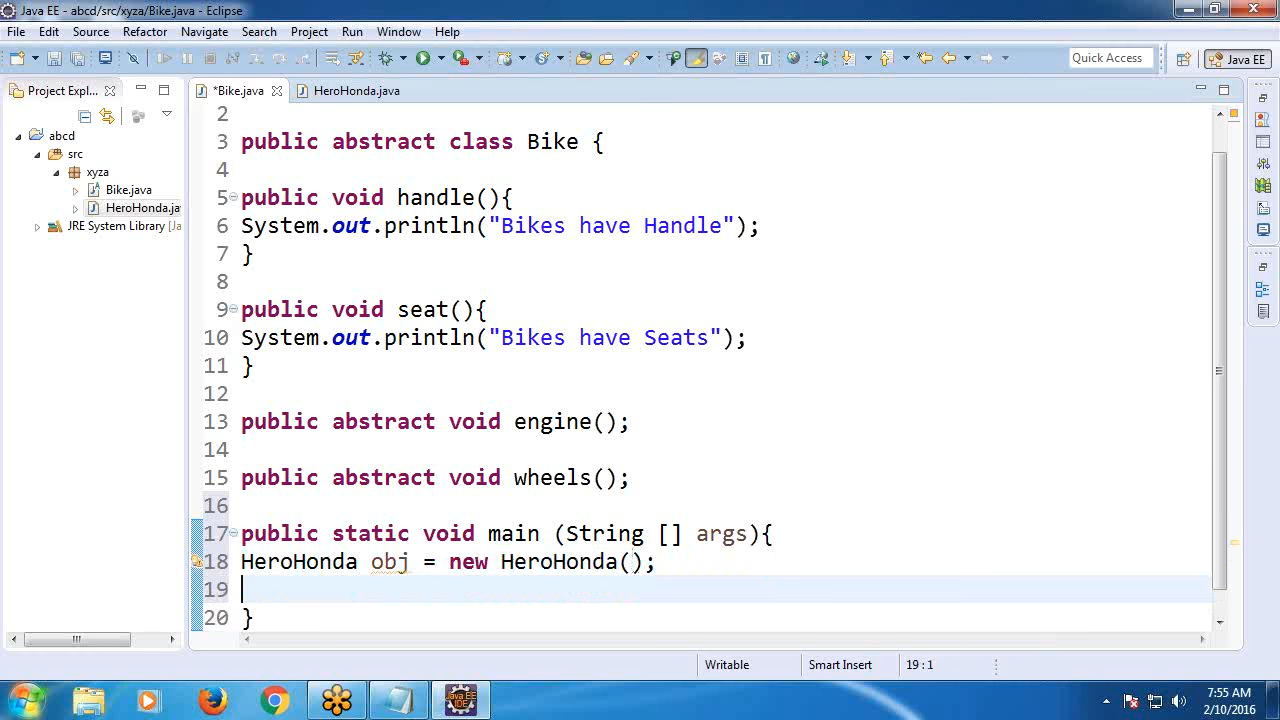 Java EE - abcd/src/xyza/Bike.java - Eclipse
File Edit Source Refactor Navigate Search Project Run Window Help
Quick Access
Java EE
Project Expl...
*Bike.java
HeroHonda.java
abcd
src
xyza
Bike.java
HeroHonda.ja
JRE System Library [Ja
2
3 public abstract class Bike {
4
5 public void handle(){
6 System.out.println("Bikes have Handle");
7 }
8
9 public void seat(){
10 System.out.println("Bikes have Seats");
11 }
12
13 public abstract void engine();
14
15 public abstract void wheels();
16
17 public static void main (String [] args){
18 HeroHonda obj = new HeroHonda();
19
20 }
Writable Smart Insert 19 : 1
Java EE
IDE
7:55 AM
2/10/2016